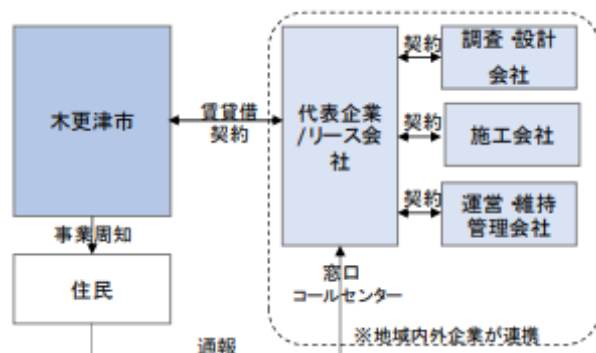 木更津市
賃貸借
契約
代表企業
/リース会
社
契約
調査・設計
会社
契約
施工会社
契約
運営・維持
管理会社
事業周知
住民
窓口
コールセンター
※地域内外企業が連携
通報